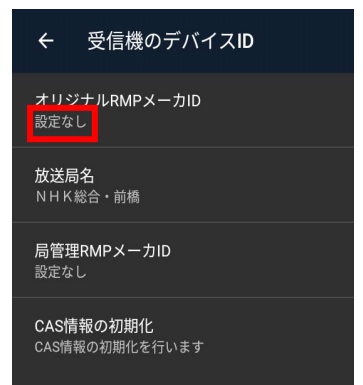 受信機のデバイスID
オリジナルRMPメーカID
設定なし
放送局名
NHK総合・前橋
局管理RMPメーカID
設定なし
CAS情報の初期化
CAS情報の初期化を行います